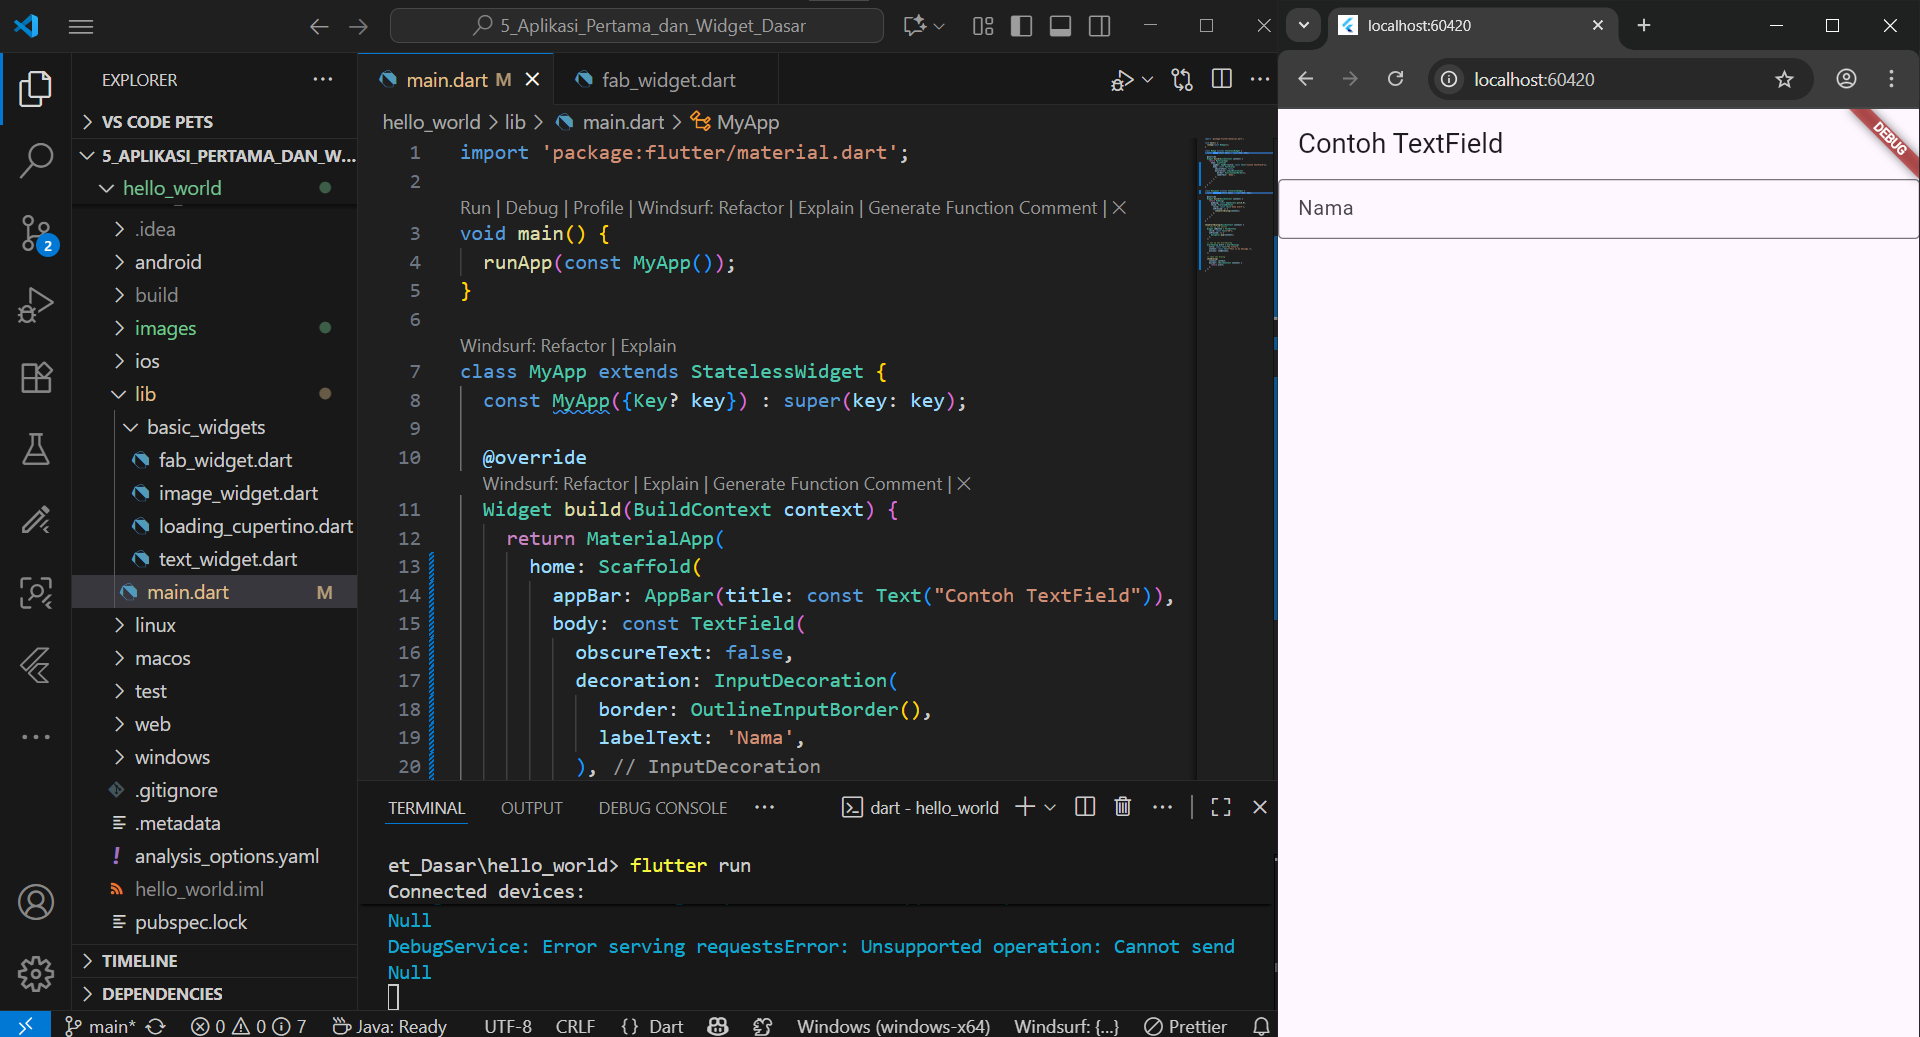 5_Aplikasi_Pertama_dan_Widget_Dasar
EXPLORER
VS CODE PETS
5_APLIKASI_PERTAMA_DAN_W...
hello_world
.idea
android
build
images
ios
lib
basic_widgets
fab_widget.dart
image_widget.dart
loading_cupertino.dart
text_widget.dart
main.dart M
linux
macos
test
web
windows
.gitignore
.metadata
! analysis_options.yaml
hello_world.iml
pubspec.lock
TIMELINE
DEPENDENCIES
2
main.dart M
fab_widget.dart
hello_world > lib > main.dart > MyApp
1 import 'package:flutter/material.dart';
2
Run | Debug | Profile | Windsurf: Refactor | Explain | Generate Function Comment | ×
3 void main() {
4 runApp(const MyApp());
5 }
6
Windsurf: Refactor | Explain
7 class MyApp extends StatelessWidget {
8 const MyApp({Key? key}) : super(key: key);
9
10 @override
Windsurf: Refactor | Explain | Generate Function Comment | ×
11 Widget build(BuildContext context) {
12 return MaterialApp(
13 home: Scaffold(
14 appBar: AppBar(title: const Text("Contoh TextField")),
15 body: const TextField(
16 obscureText: false,
17 decoration: InputDecoration(
18 border: OutlineInputBorder(),
19 labelText: 'Nama',
20 ), // InputDecoration
TERMINAL OUTPUT DEBUG CONSOLE ...
dart - hello_world
et_Dasar\hello_world> flutter run
Connected devices:
Null
DebugService: Error serving requestsError: Unsupported operation: Cannot send
Null
main* 0 0 7 Java: Ready UTF-8 CRLF {} Dart Windows (windows-x64) Windsurf: {...} Prettier
localhost:60420
localhost:60420
Contoh TextField
DEBUG
Nama